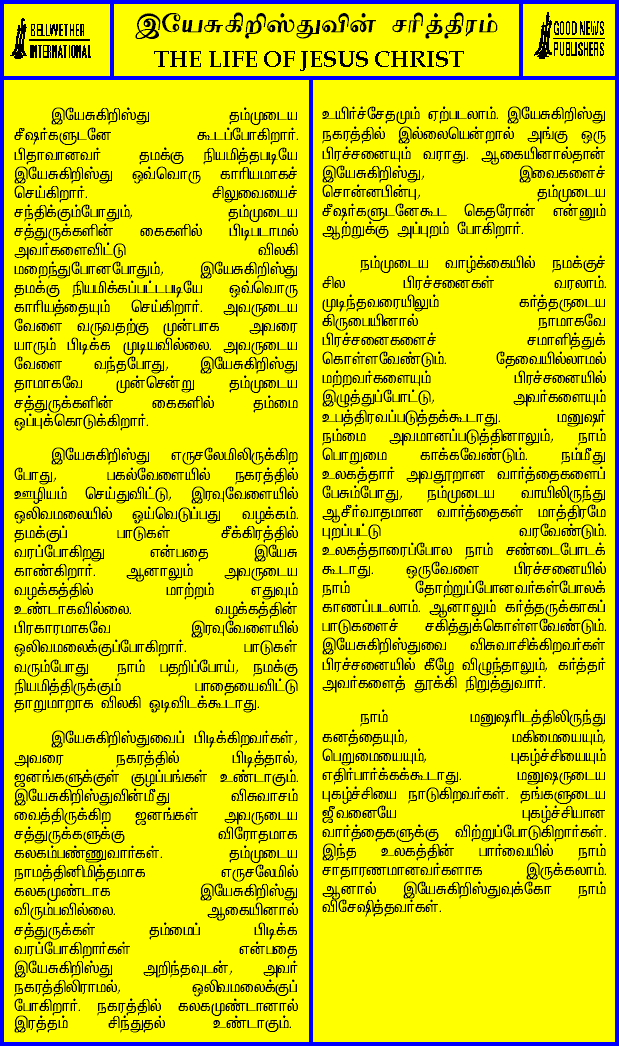 BELLWETHER
INTERNATIONAL
இயேசுகிறிஸ்துவின் சரித்திரம்
THE LIFE OF JESUS CHRIST
GOOD NEWS
PUBLISHERS
இயேசுகிறிஸ்து தம்முடைய
சீஷர்களுடனே கூடப்போகிறார்.
பிதாவானவர் தமக்கு நியமித்தபடியே
இயேசுகிறிஸ்து ஒவ்வொரு காரியமாகச்
செய்கிறார். சிலுவையைச்
சந்திக்கும்போதும், தம்முடைய
சத்துருக்களின் கைகளில் பிடிபடாமல்
அவர்களைவிட்டு விலகி
மறைந்துபோனபோதும், இயேசுகிறிஸ்து
தமக்கு நியமிக்கப்பட்டபடியே ஒவ்வொரு
காரியத்தையும் செய்கிறார். அவருடைய
வேளை வருவதற்கு முன்பாக அவரை
யாரும் பிடிக்க முடியவில்லை. அவருடைய
வேளை வந்தபோது, இயேசுகிறிஸ்து
தாமாகவே முன்சென்று தம்முடைய
சத்துருக்களின் கைகளில் தம்மை
ஒப்புக்கொடுக்கிறார்.
இயேசுகிறிஸ்து எருசலேமிலிருக்கிற
போது, பகல்வேளையில் நகரத்தில்
ஊழியம் செய்துவிட்டு, இரவுவேளையில்
ஒலிவமலையில் ஓய்வெடுப்பது வழக்கம்.
தமக்குப் பாடுகள் சீக்கிரத்தில்
வரப்போகிறது என்பதை இயேசு
காண்கிறார். ஆனாலும் அவருடைய
வழக்கத்தில் மாற்றம் எதுவும்
உண்டாகவில்லை. வழக்கத்தின்
பிரகாரமாகவே இரவுவேளையில்
ஒலிவமலைக்குப்போகிறார். பாடுகள்
வரும்போது நாம் பதறிப்போய், நமக்கு
நியமித்திருக்கும் பாதையைவிட்டு
தாறுமாறாக விலகி ஓடிவிடக்கூடாது.
இயேசுகிறிஸ்துவைப் பிடிக்கிறவர்கள்,
அவரை நகரத்தில் பிடித்தால்,
ஜனங்களுக்குள் குழப்பங்கள் உண்டாகும்.
இயேசுகிறிஸ்துவின்மீது விசுவாசம்
வைத்திருக்கிற ஜனங்கள் அவருடைய
சத்துருக்களுக்கு விரோதமாக
கலகம்பண்ணுவார்கள். தம்முடைய
நாமத்தினிமித்தமாக எருசலேமில்
கலகமுண்டாக இயேசுகிறிஸ்து
விரும்பவில்லை. ஆகையினால்
சத்துருக்கள் தம்மைப் பிடிக்க
வரப்போகிறார்கள் என்பதை
இயேசுகிறிஸ்து அறிந்தவுடன், அவர்
நகரத்திலிராமல், ஒலிவமலைக்குப்
போகிறார். நகரத்தில் கலகமுண்டானால்
இரத்தம் சிந்துதல் உண்டாகும்.
உயிர்ச்சேதமும் ஏற்படலாம். இயேசுகிறிஸ்து
நகரத்தில் இல்லையென்றால் அங்கு ஒரு
பிரச்சனையும் வராது. ஆகையினால்தான்
இயேசுகிறிஸ்து, இவைகளைச்
சொன்னபின்பு, தம்முடைய
சீஷர்களுடனேகூட கெதரோன் என்னும்
ஆற்றுக்கு அப்புறம் போகிறார்.
நம்முடைய வாழ்க்கையில் நமக்குச்
சில பிரச்சனைகள் வரலாம்.
முடிந்தவரையிலும் கர்த்தருடைய
கிருபையினால் நாமாகவே
பிரச்சனைகளைச் சமாளித்துக்
கொள்ளவேண்டும். தேவையில்லாமல்
மற்றவர்களையும் பிரச்சனையில்
இழுத்துப்போட்டு, அவர்களையும்
உபத்திரவப்படுத்தக்கூடாது. மனுஷர்
நம்மை அவமானப்படுத்தினாலும், நாம்
பொறுமை காக்கவேண்டும். நம்மீது
உலகத்தார் அவதூறான வார்த்தைகளைப்
பேசும்போது, நம்முடைய வாயிலிருந்து
ஆசீர்வாதமான வார்த்தைகள் மாத்திரமே
புறப்பட்டு வரவேண்டும்.
உலகத்தாரைப்போல நாம் சண்டைபோடக்
கூடாது. ஒருவேளை பிரச்சனையில்
நாம் தோற்றுப்போனவர்கள்போலக்
காணப்படலாம். ஆனாலும் கர்த்தருக்காகப்
பாடுகளைச் சகித்துக்கொள்ளவேண்டும்.
இயேசுகிறிஸ்துவை விசுவாசிக்கிறவர்கள்
பிரச்சனையில் கீழே விழுந்தாலும், கர்த்தர்
அவர்களைத் தூக்கி நிறுத்துவார்.
நாம் மனுஷரிடத்திலிருந்து
கனத்தையும், மகிமையையும்,
பெறுமையையும், புகழ்ச்சியையும்
எதிர்பார்க்கக்கூடாது. மனுஷருடைய
புகழ்ச்சியை நாடுகிறவர்கள். தங்களுடைய
ஜீவனையே புகழ்ச்சியான
வார்த்தைகளுக்கு விற்றுப்போடுகிறார்கள்.
இந்த உலகத்தின் பார்வையில் நாம்
சாதாரணமானவர்களாக இருக்கலாம்.
ஆனால் இயேசுகிறிஸ்துவுக்கோ நாம்
விசேஷித்தவர்கள்.